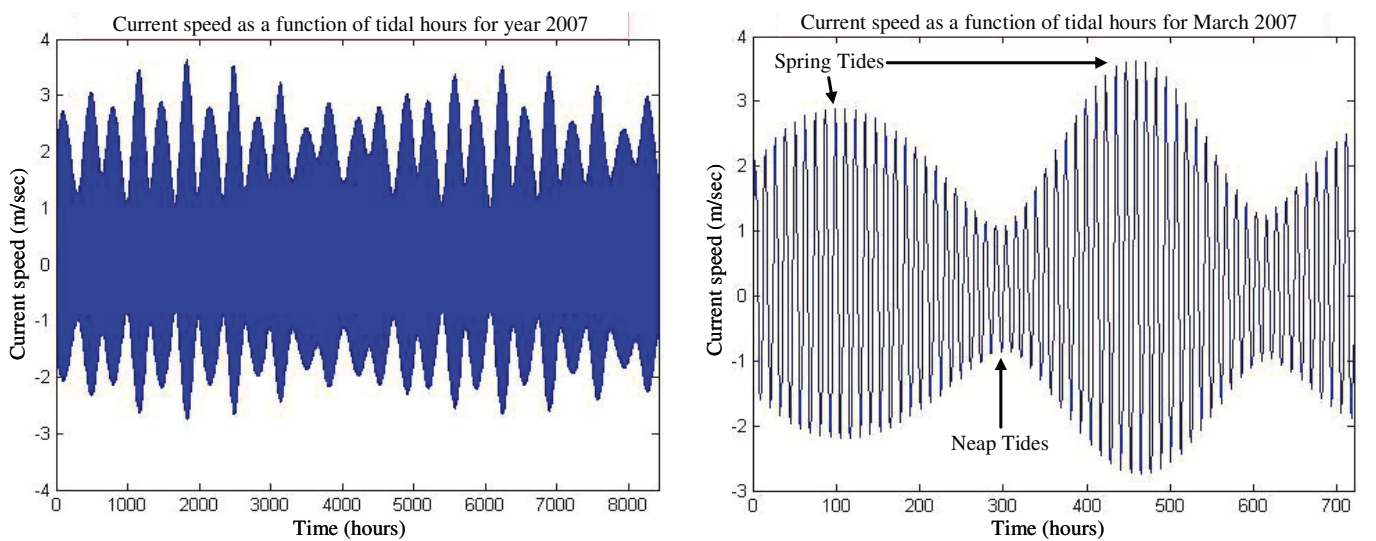 Current speed as a function of tidal hours for year 2007
4
3
2
1
0
-1
-2
-3
-4
Current speed (m/sec)
0 1000 2000 3000 4000 5000 6000 7000 8000
Time (hours)
Current speed as a function of tidal hours for March 2007
4
3
2
1
0
-1
-2
-3
Current speed (m/sec)
Spring Tides
Neap Tides
0 100 200 300 400 500 600 700
Time (hours)